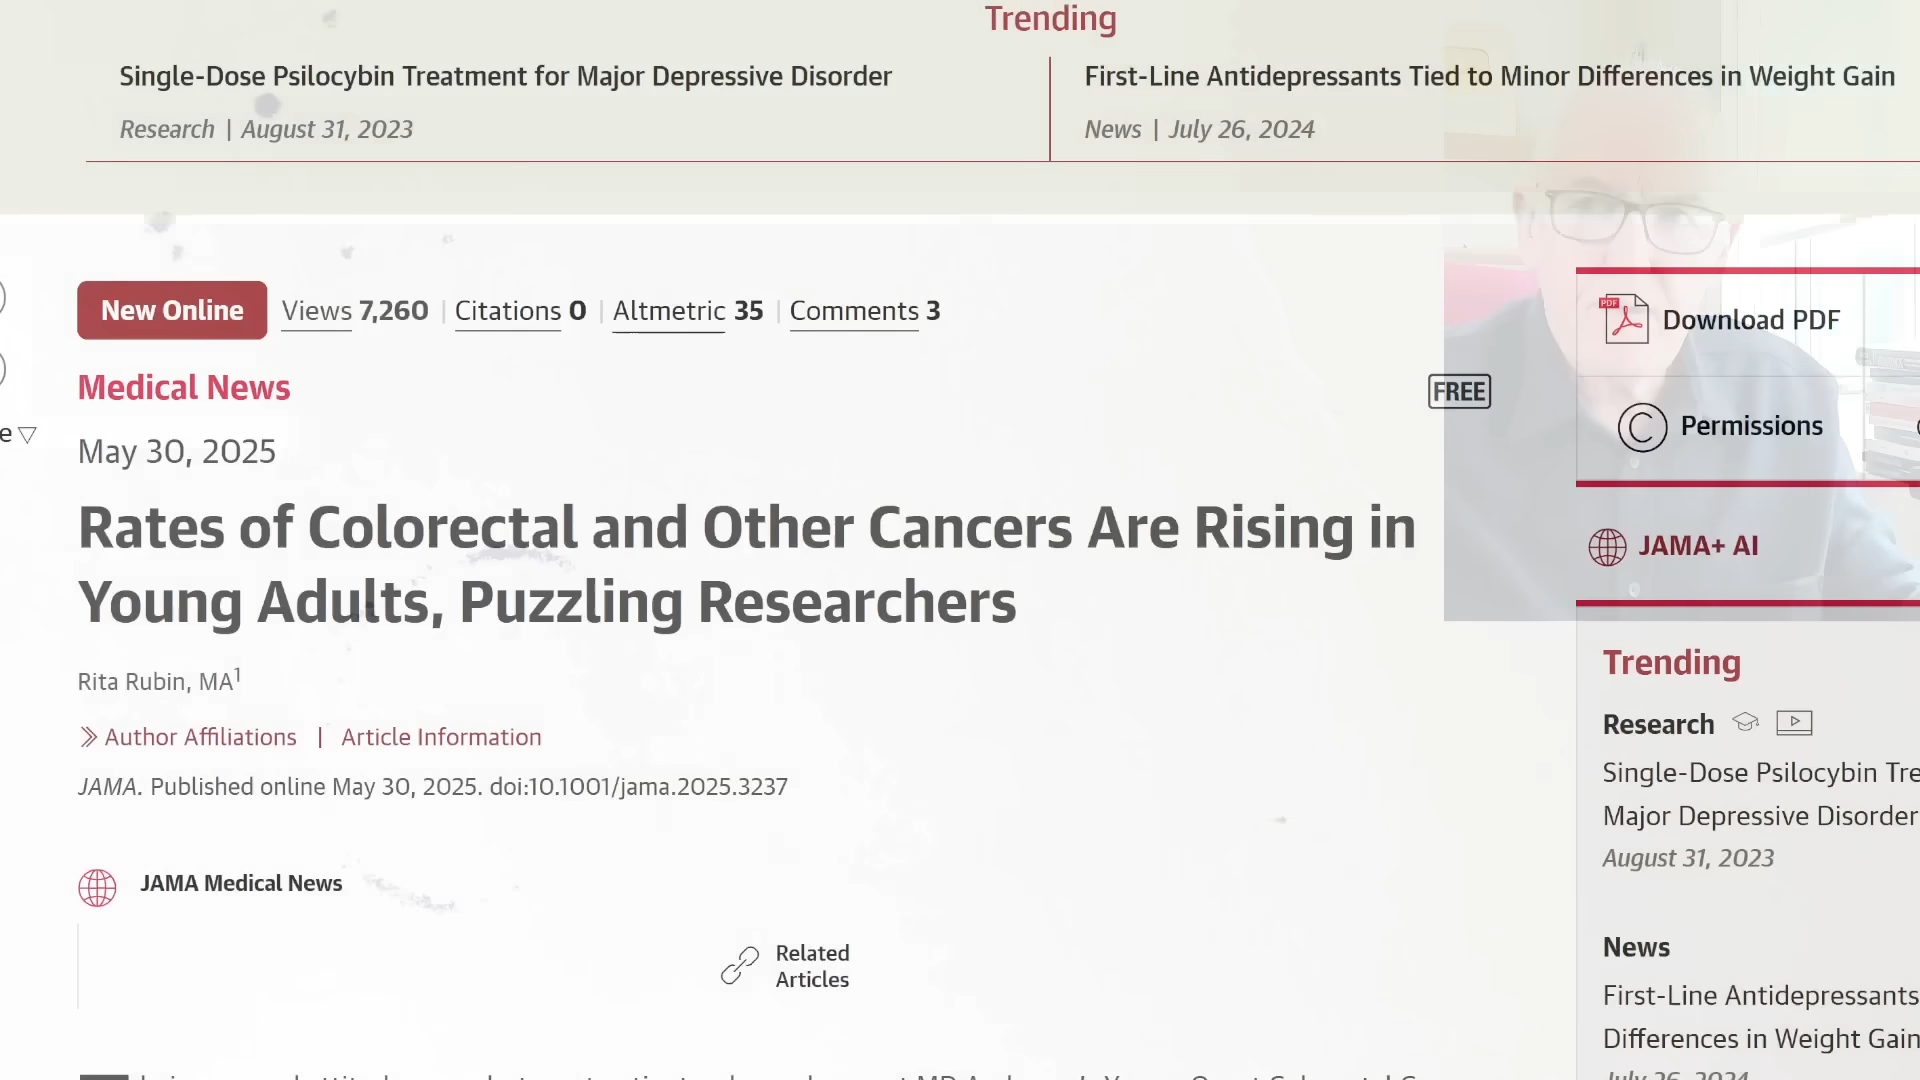 Trending
Single-Dose Psilocybin Treatment for Major Depressive Disorder
Research | August 31, 2023
First-Line Antidepressants Tied to Minor Differences in Weight Gain
News | July 26, 2024
New Online Views 7,260 | Citations 0 | Altmetric 35 | Comments 3
Medical News
FREE
May 30, 2025
Rates of Colorectal and Other Cancers Are Rising in
Young Adults, Puzzling Researchers
Rita Rubin, MA1
Author Affiliations | Article Information
JAMA. Published online May 30, 2025. doi:10.1001/jama.2025.3237
JAMA Medical News
Related
Articles
PDF
Download PDF
Permissions
JAMA+ AI
Trending
Research
Single-Dose Psilocybin Tre
Major Depressive Disorder
August 31, 2023
News
First-Line Antidepressants
Differences in Weight Gain
July 26, 2024